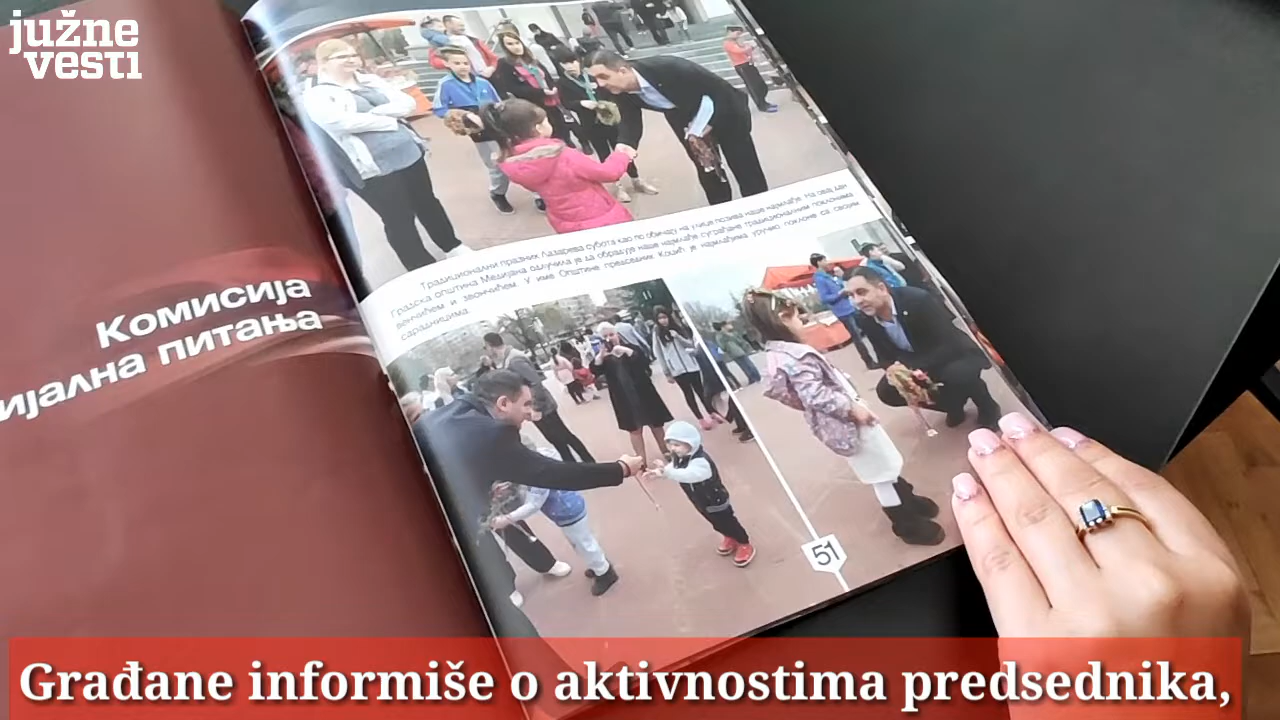 južne
vesti
Комисија
ијална питања
Традиционални празник Лазарева Субота као по обичају на улице позива наше најмлађе. На овај дан
Градска општина Медијана одлучила је да обрадује наше најмлађе суграђане традиционалним поклонима
венчићем и звончићем. У име Општине председник Коцић је најмлађима уручио поклоне са својим
сарадницима.
51
Građane informiše o aktivnostima predsednika,